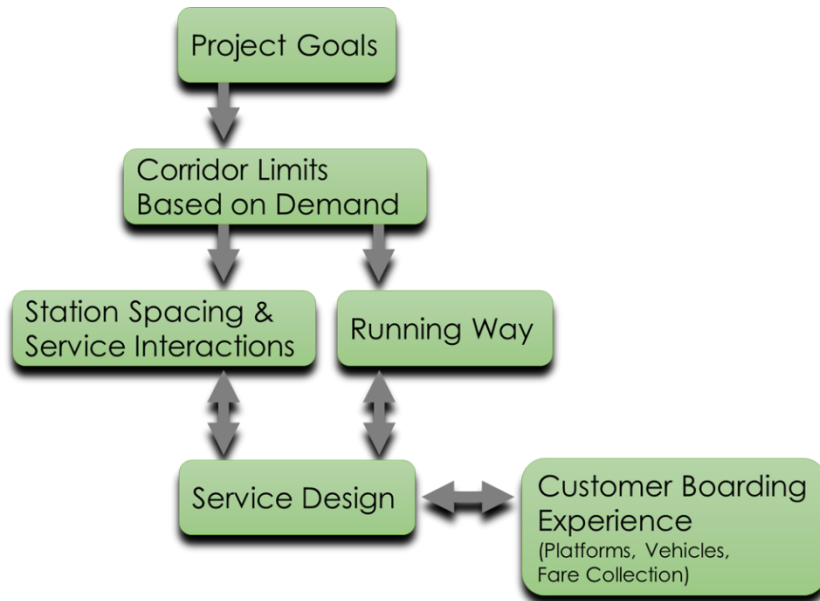 Project Goals
Corridor Limits
Based on Demand
Station Spacing &
Service Interactions
Running Way
Service Design
Customer Boarding
Experience
(Platforms, Vehicles,
Fare Collection)